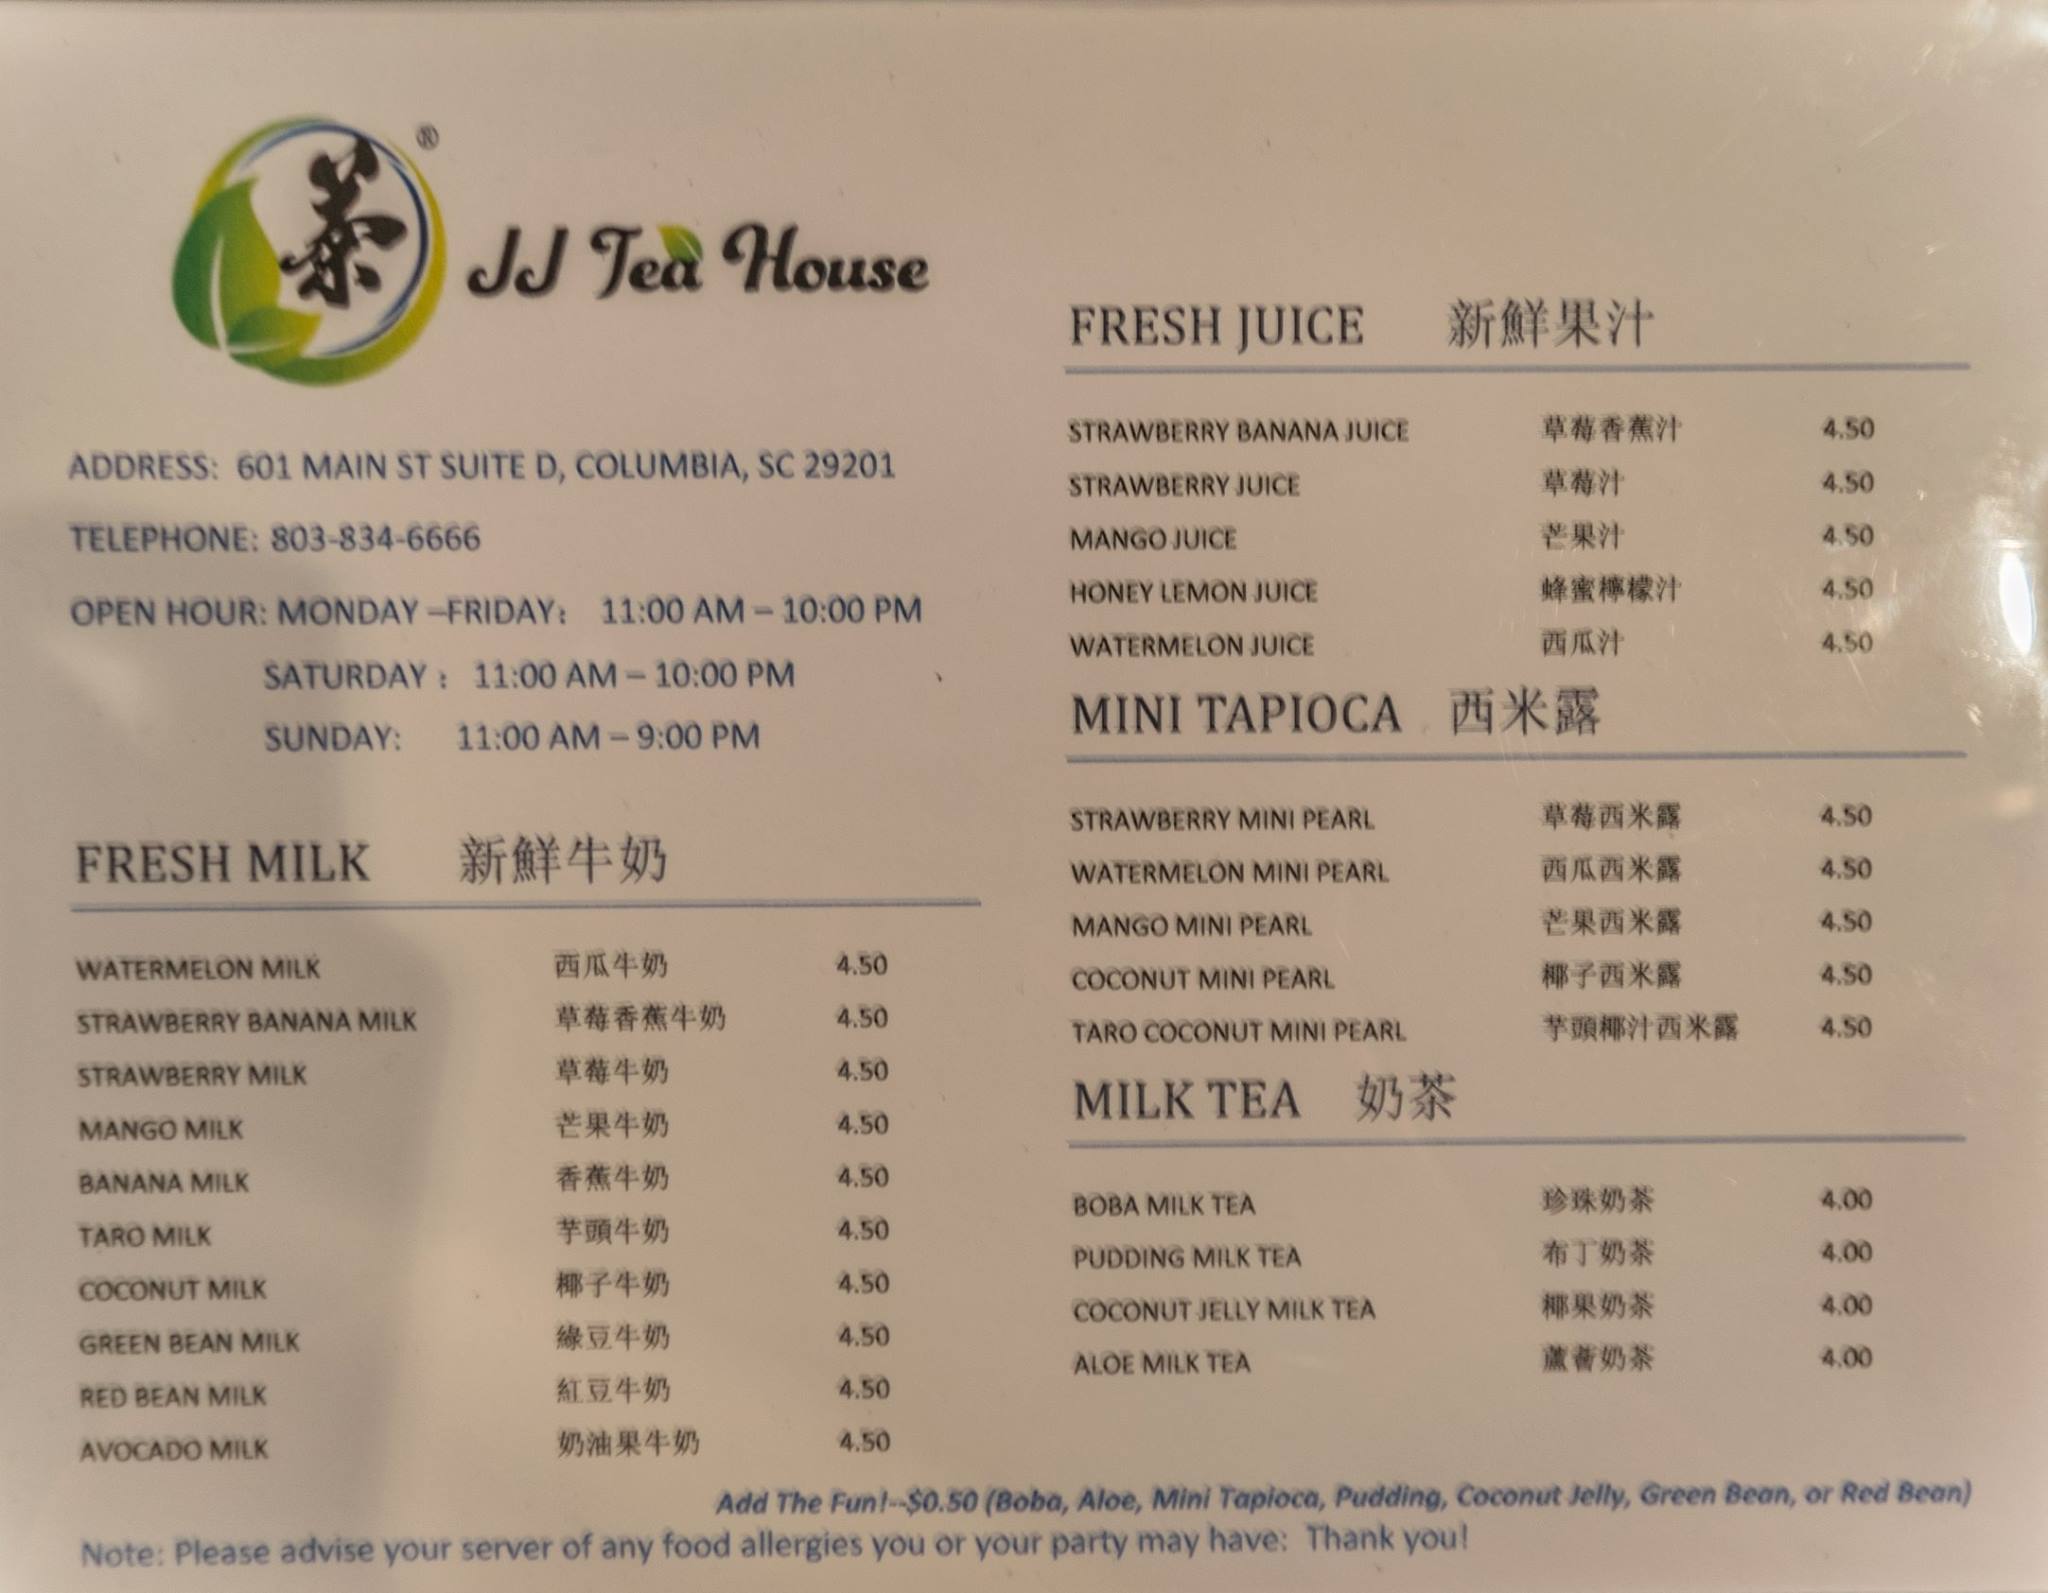 茶®
JJ Tea House
ADDRESS: 601 MAIN ST SUITE D, COLUMBIA, SC 29201
TELEPHONE: 803-834-6666
OPEN HOUR: MONDAY –FRIDAY： 11:00 AM – 10:00 PM
SATURDAY： 11:00 AM – 10:00 PM
SUNDAY: 11:00 AM – 9:00 PM
FRESH MILK 新鮮牛奶
WATERMELON MILK 西瓜牛奶 4.50
STRAWBERRY BANANA MILK 草莓香蕉牛奶 4.50
STRAWBERRY MILK 草莓牛奶 4.50
MANGO MILK 芒果牛奶 4.50
BANANA MILK 香蕉牛奶 4.50
TARO MILK 芋頭牛奶 4.50
COCONUT MILK 椰子牛奶 4.50
GREEN BEAN MILK 綠豆牛奶 4.50
RED BEAN MILK 紅豆牛奶 4.50
AVOCADO MILK 奶油果牛奶 4.50
FRESH JUICE 新鮮果汁
STRAWBERRY BANANA JUICE 草莓香蕉汁 4.50
STRAWBERRY JUICE 草莓汁 4.50
MANGO JUICE 芒果汁 4.50
HONEY LEMON JUICE 蜂蜜檸檬汁 4.50
WATERMELON JUICE 西瓜汁 4.50
MINI TAPIOCA 西米露
STRAWBERRY MINI PEARL 草莓西米露 4.50
WATERMELON MINI PEARL 西瓜西米露 4.50
MANGO MINI PEARL 芒果西米露 4.50
COCONUT MINI PEARL 椰子西米露 4.50
TARO COCONUT MINI PEARL 芋頭椰汁西米露 4.50
MILK TEA 奶茶
BOBA MILK TEA 珍珠奶茶 4.00
PUDDING MILK TEA 布丁奶茶 4.00
COCONUT JELLY MILK TEA 椰果奶茶 4.00
ALOE MILK TEA 蘆薈奶茶 4.00
Add The Fun!--$0.50 (Boba, Aloe, Mini Tapioca, Pudding, Coconut Jelly, Green Bean, or Red Bean)
Note: Please advise your server of any food allergies you or your party may have: Thank you!